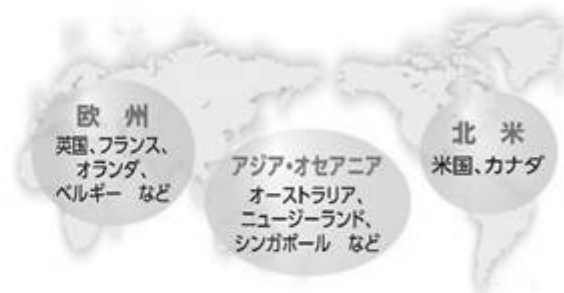 欧 州
英国、フランス、
オランダ、
ベルギー など
アジア・オセアニア
オーストラリア、
ニュージーランド、
シンガポール など
北 米
米国、カナダ